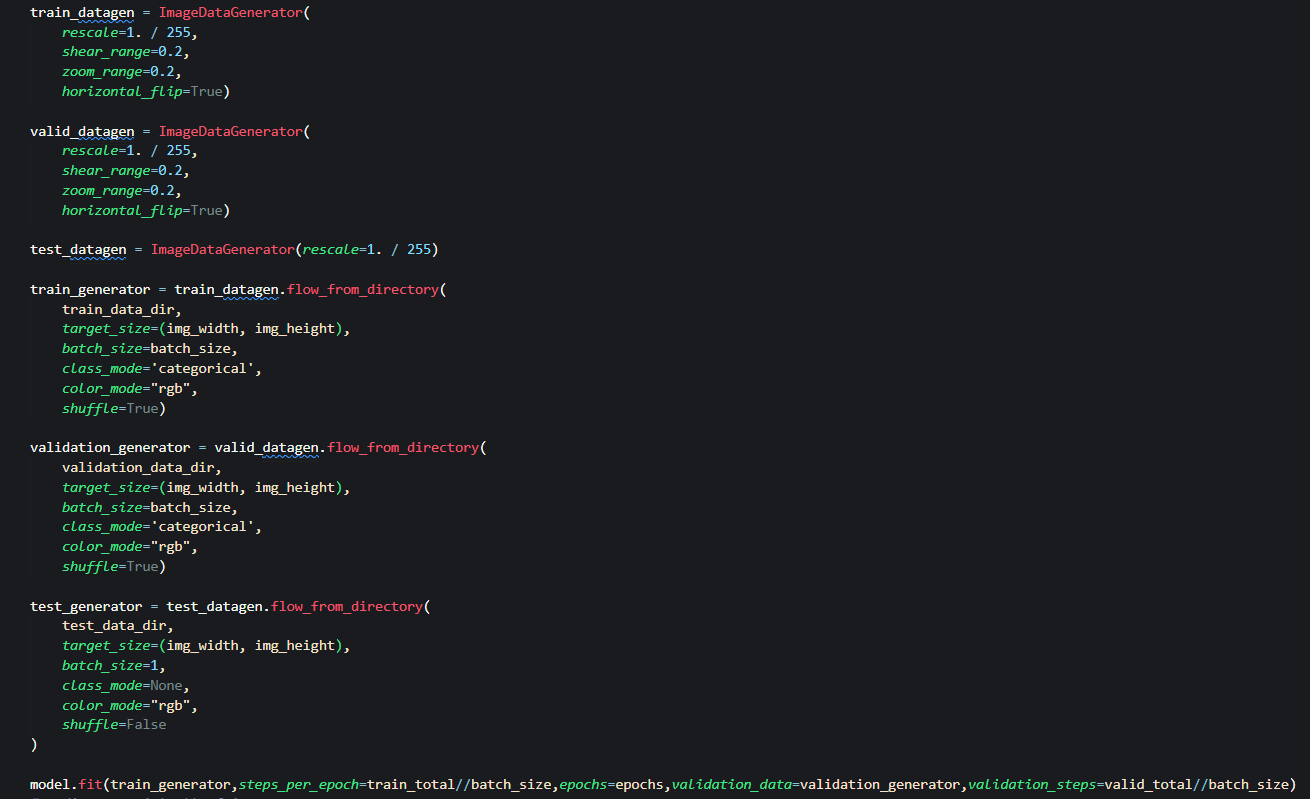 train_datagen = ImageDataGenerator(
    rescale=1. / 255,
    shear_range=0.2,
    zoom_range=0.2,
    horizontal_flip=True)
valid_datagen = ImageDataGenerator(
    rescale=1. / 255,
    shear_range=0.2,
    zoom_range=0.2,
    horizontal_flip=True)
test_datagen = ImageDataGenerator(rescale=1. / 255)
train_generator = train_datagen.flow_from_directory(
    train_data_dir,
    target_size=(img_width, img_height),
    batch_size=batch_size,
    class_mode='categorical',
    color_mode="rgb",
    shuffle=True)
validation_generator = valid_datagen.flow_from_directory(
    validation_data_dir,
    target_size=(img_width, img_height),
    batch_size=batch_size,
    class_mode='categorical',
    color_mode="rgb",
    shuffle=True)
test_generator = test_datagen.flow_from_directory(
    test_data_dir,
    target_size=(img_width, img_height),
    batch_size=1,
    class_mode=None,
    color_mode="rgb",
    shuffle=False
)
model.fit(train_generator,steps_per_epoch=train_total//batch_size,epochs=epochs,validation_data=validation_generator,validation_steps=valid_total//batch_size)